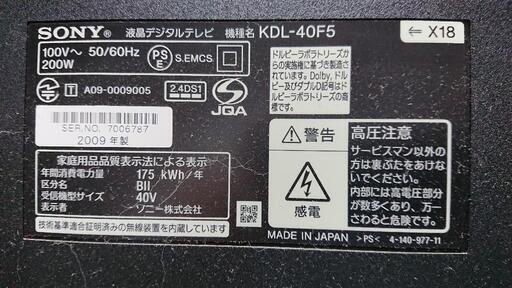 SONY® 液晶デジタルテレビ 機種名 KDL-40F5
⇐ X18
100V～ 50/60Hz
200W
PS
E
S.EMCS.
ドルビーラボラトリーズから
の実施権に基づき製造され
ています。Dolby、ドル
ビー及びダブルD記号はド
ルビーラボラトリーズの商
標です。
T A09-0009005
2.4DS1
JQA
SER.NO. 7006787
2009年製
家庭用品品質表示法による表示
年間消費電力量 175 kWh/年
区分名 BII
受信機型サイズ 40V
表示者 ソニー株式会社
技術基準適合証明済みの無線装置を内蔵しています
警告
感電
高圧注意
サービスマン以外の
方は裏ぶたをあけな
いでください。
内部には高電圧部分
が数多くあり、万一
さわると危険です。
MADE IN JAPAN >PS< 4-140-977-11